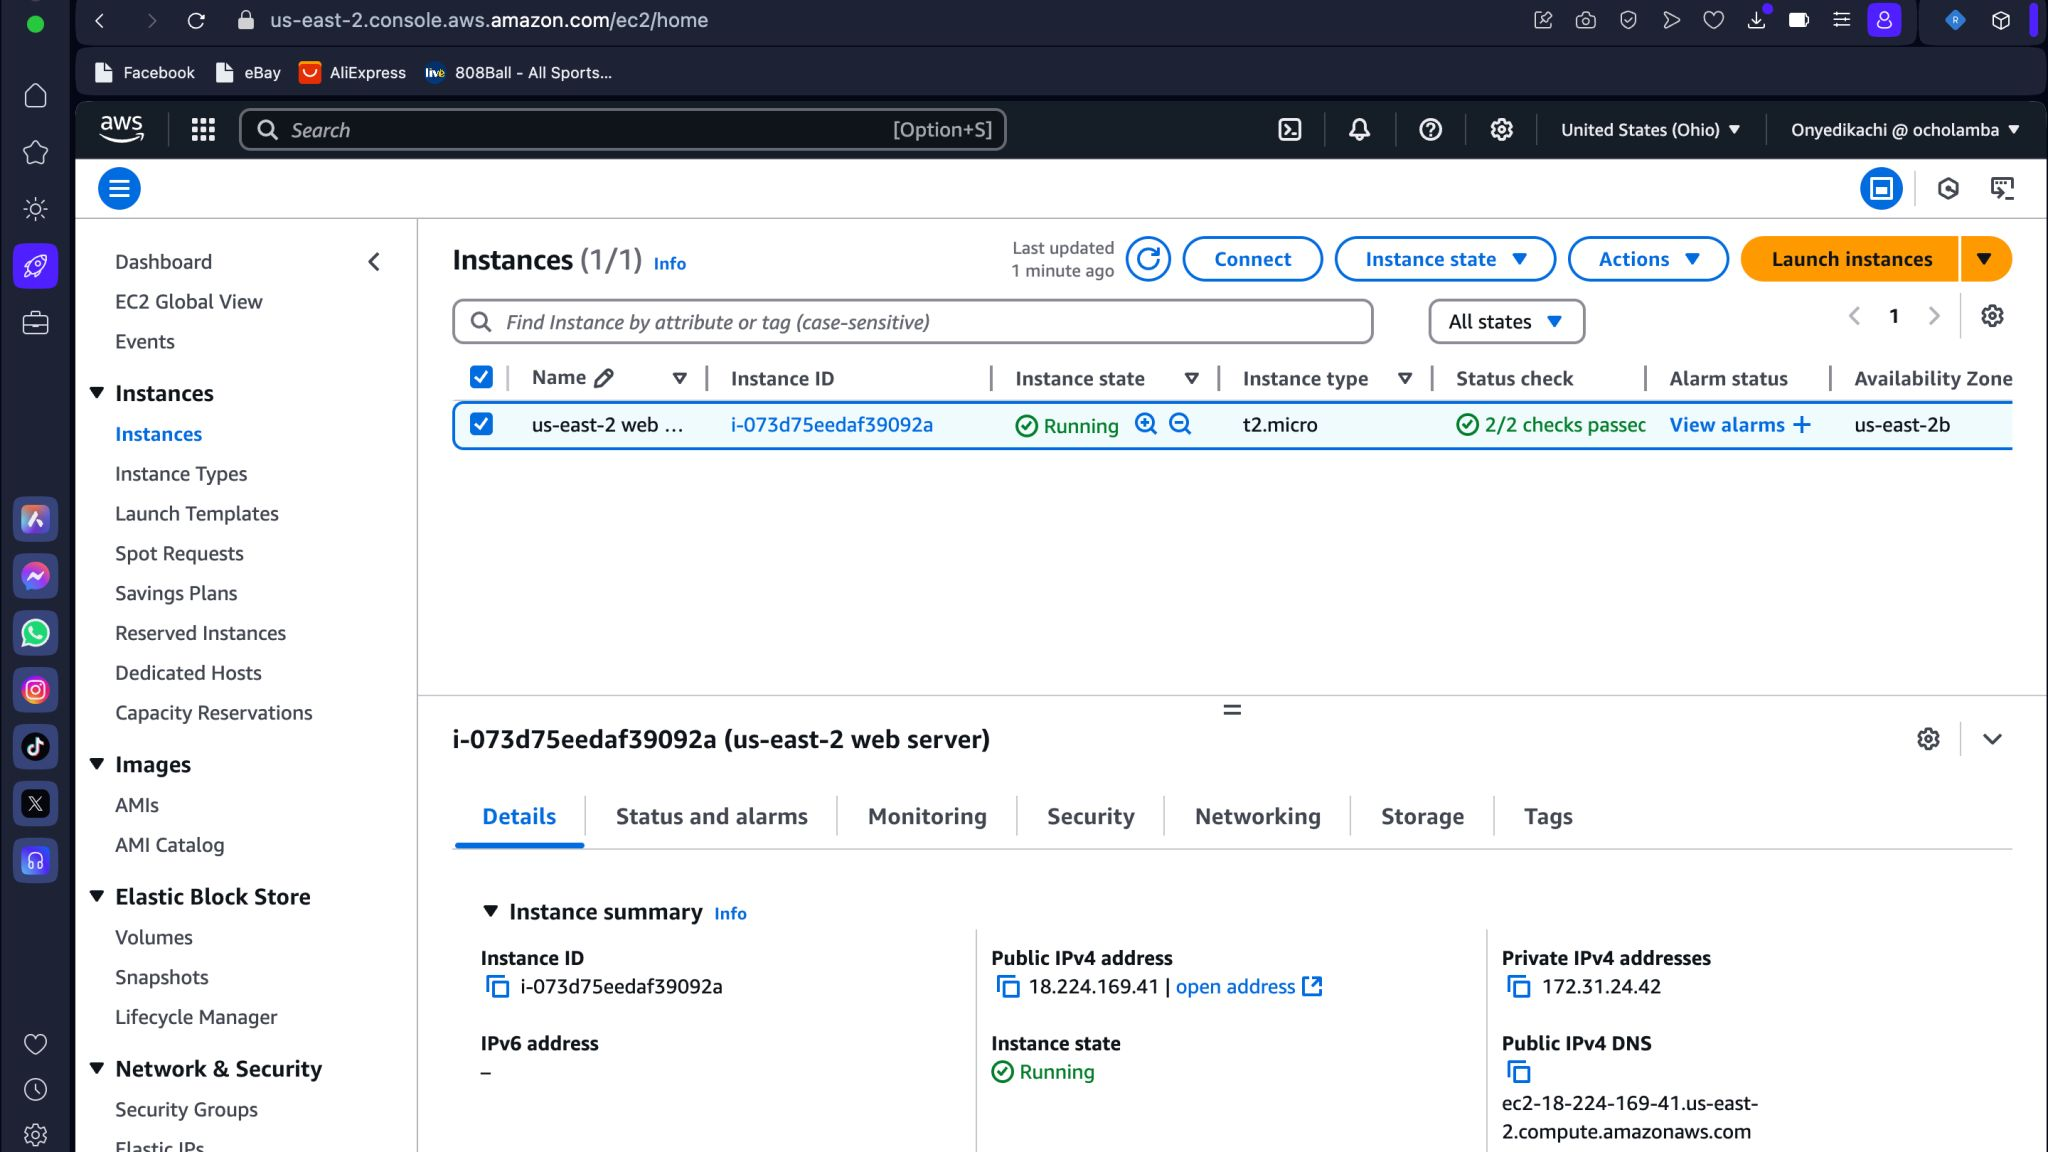 us-east-2.console.aws.amazon.com/ec2/home
Facebook eBay AliExpress live 808Ball - All Sports...
aws Search [Option+S] United States (Ohio) Onyedikachi @ ocholamba
Dashboard
EC2 Global View
Events
Instances
Instances
Instance Types
Launch Templates
Spot Requests
Savings Plans
Reserved Instances
Dedicated Hosts
Capacity Reservations
Images
AMIs
AMI Catalog
Elastic Block Store
Volumes
Snapshots
Lifecycle Manager
Network & Security
Security Groups
Elastic IPs
Instances (1/1) Info
Last updated
1 minute ago
Connect Instance state Actions Launch instances
Find Instance by attribute or tag (case-sensitive) All states 1
Name Instance ID Instance state Instance type Status check Alarm status Availability Zone
us-east-2 web ... i-073d75eedaf39092a Running t2.micro 2/2 checks passec View alarms + us-east-2b
i-073d75eedaf39092a (us-east-2 web server)
Details Status and alarms Monitoring Security Networking Storage Tags
Instance summary Info
Instance ID
i-073d75eedaf39092a
IPv6 address
–
Public IPv4 address
18.224.169.41 | open address
Instance state
Running
Private IPv4 addresses
172.31.24.42
Public IPv4 DNS
ec2-18-224-169-41.us-east-
2.compute.amazonaws.com